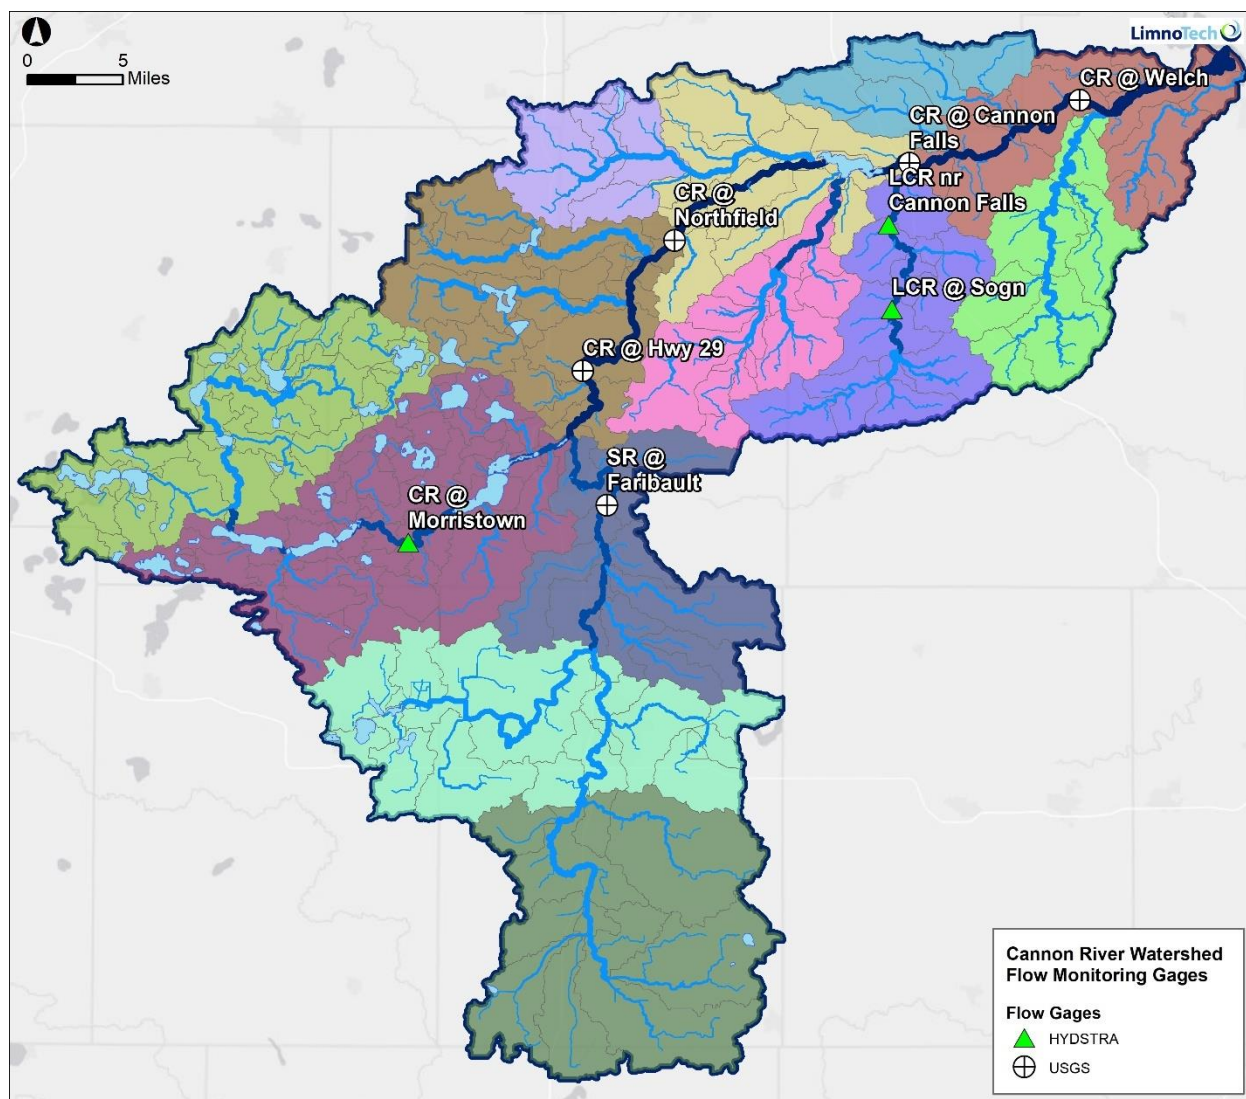 LimnoTech
0 5
Miles
CR @ Welch
CR @ Cannon
Falls
LCR nr
Cannon Falls
CR @
Northfield
LCR @ Sogn
CR @ Hwy 29
SR @
Faribault
CR @
Morristown
Cannon River Watershed
Flow Monitoring Gages
Flow Gages
HYDSTRA
USGS